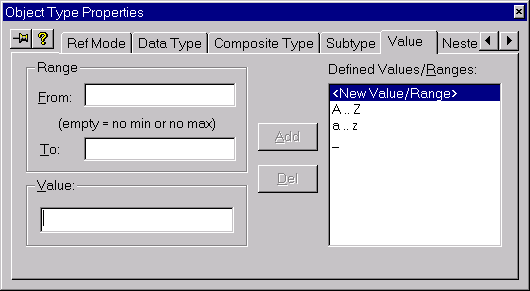 Object Type Properties
? Ref Mode Data Type Composite Type Subtype Value Neste
Range
Defined Values/Ranges:
From:
<New Value/Range>
A .. Z
(empty = no min or no max)
a .. z
Add
To:
_
Del
Value: